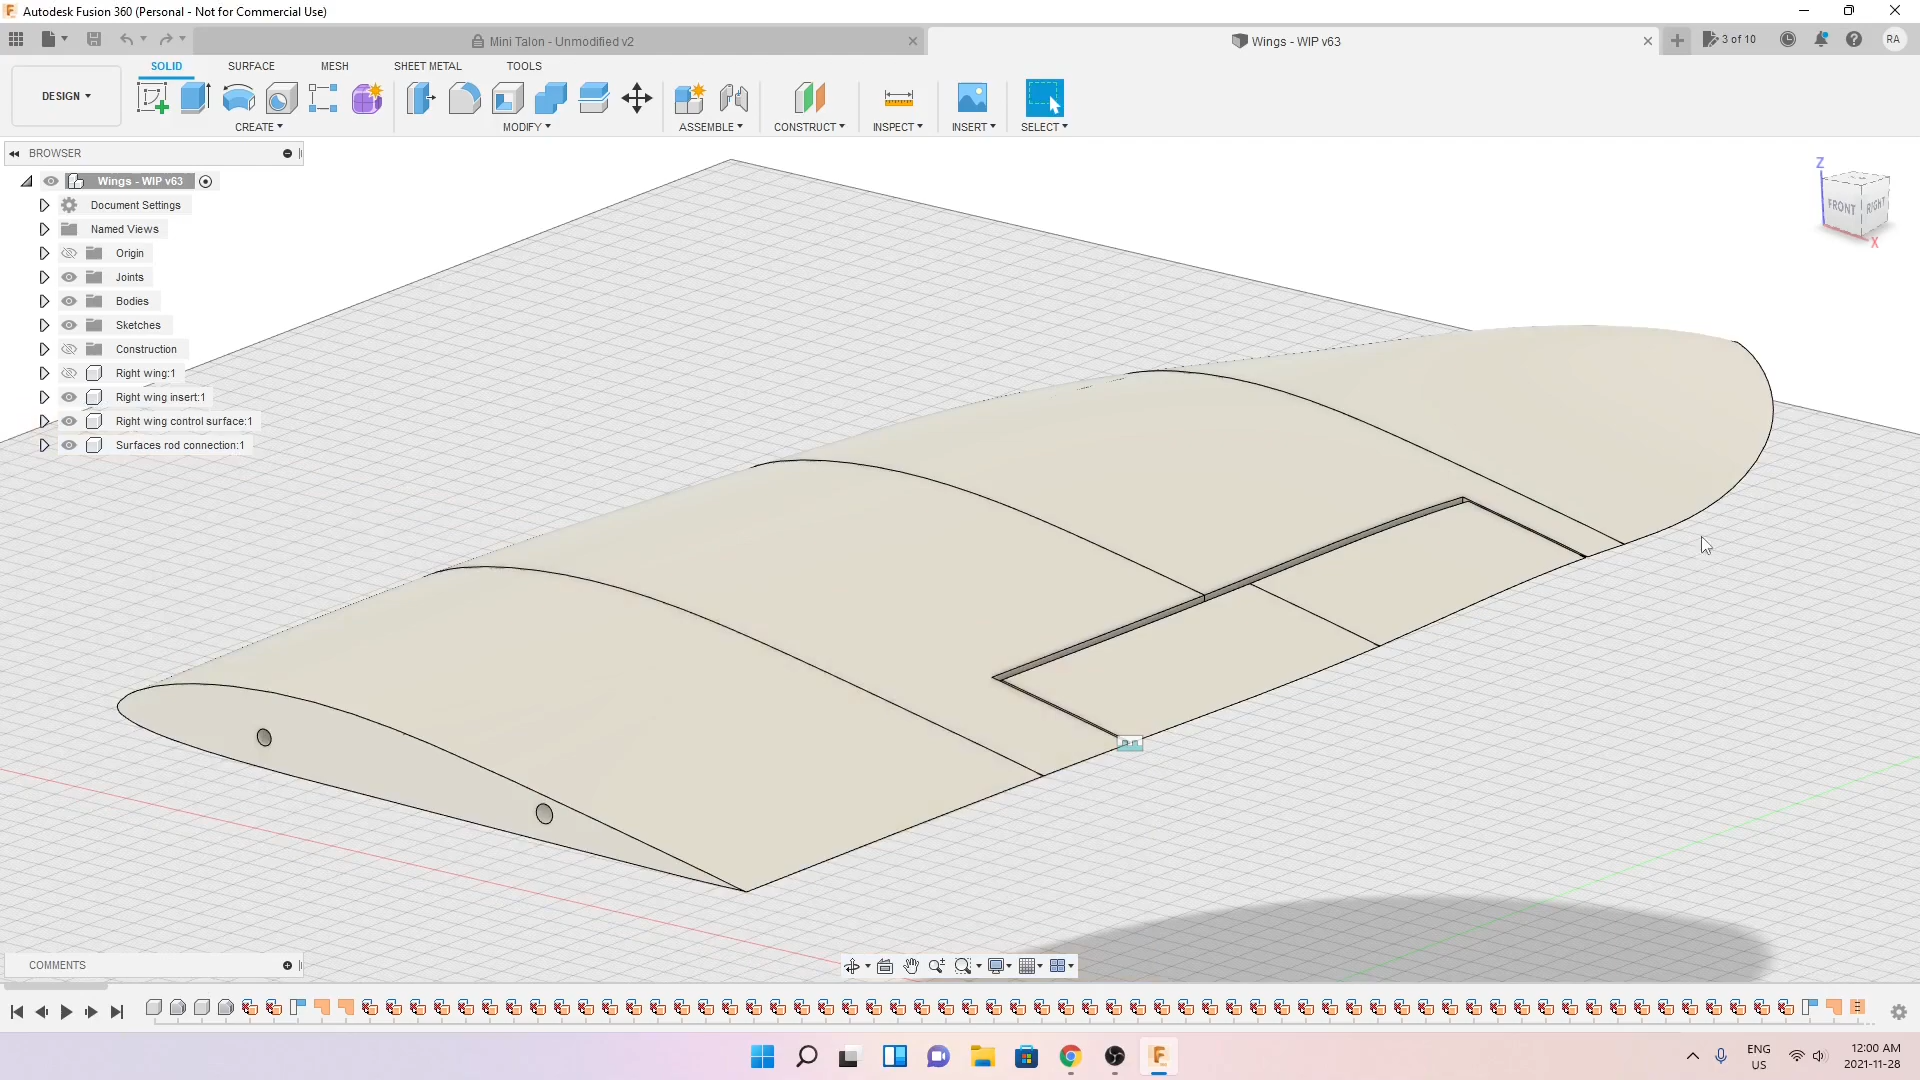 Autodesk Fusion 360 (Personal - Not for Commercial Use)
Mini Talon - Unmodified v2
Wings - WIP v63
3 of 10
RA
DESIGN
SOLID
SURFACE
MESH
SHEET METAL
TOOLS
CREATE
MODIFY
ASSEMBLE
CONSTRUCT
INSPECT
INSERT
SELECT
BROWSER
Wings - WIP v63
Document Settings
Named Views
Origin
Joints
Bodies
Sketches
Construction
Right wing:1
Right wing insert:1
Right wing control surface:1
Surfaces rod connection:1
Z
FRONT
RIGHT
X
COMMENTS
ENG
US
12:00 AM
2021-11-28